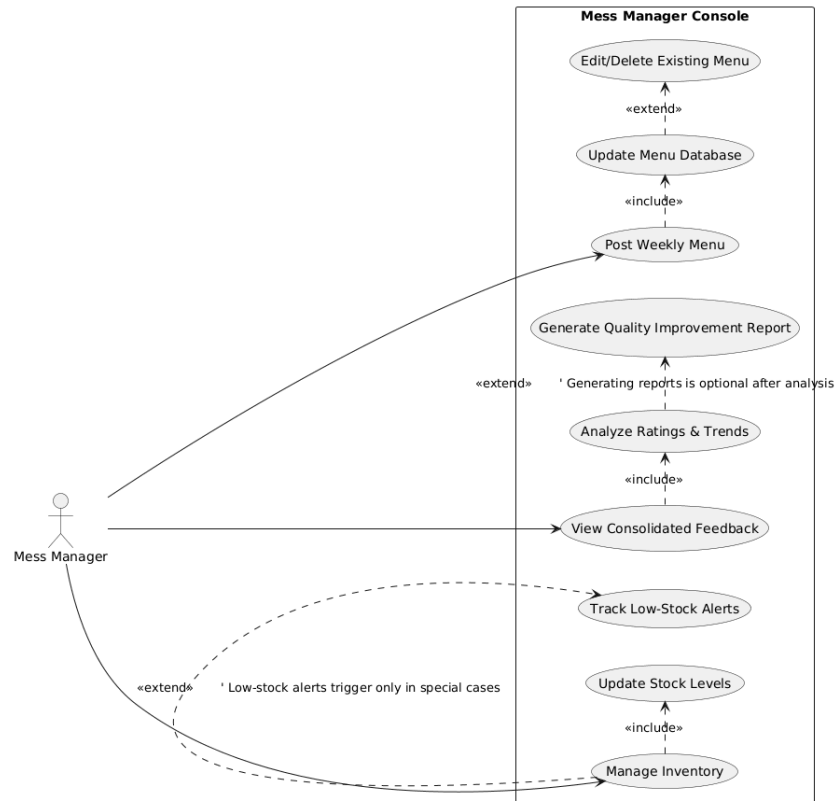 Mess Manager Console
Edit/Delete Existing Menu
«extend»
Update Menu Database
«include»
Post Weekly Menu
Generate Quality Improvement Report
«extend» ' Generating reports is optional after analysis
Analyze Ratings & Trends
«include»
View Consolidated Feedback
Mess Manager
Track Low-Stock Alerts
«extend» ' Low-stock alerts trigger only in special cases
Update Stock Levels
«include»
Manage Inventory